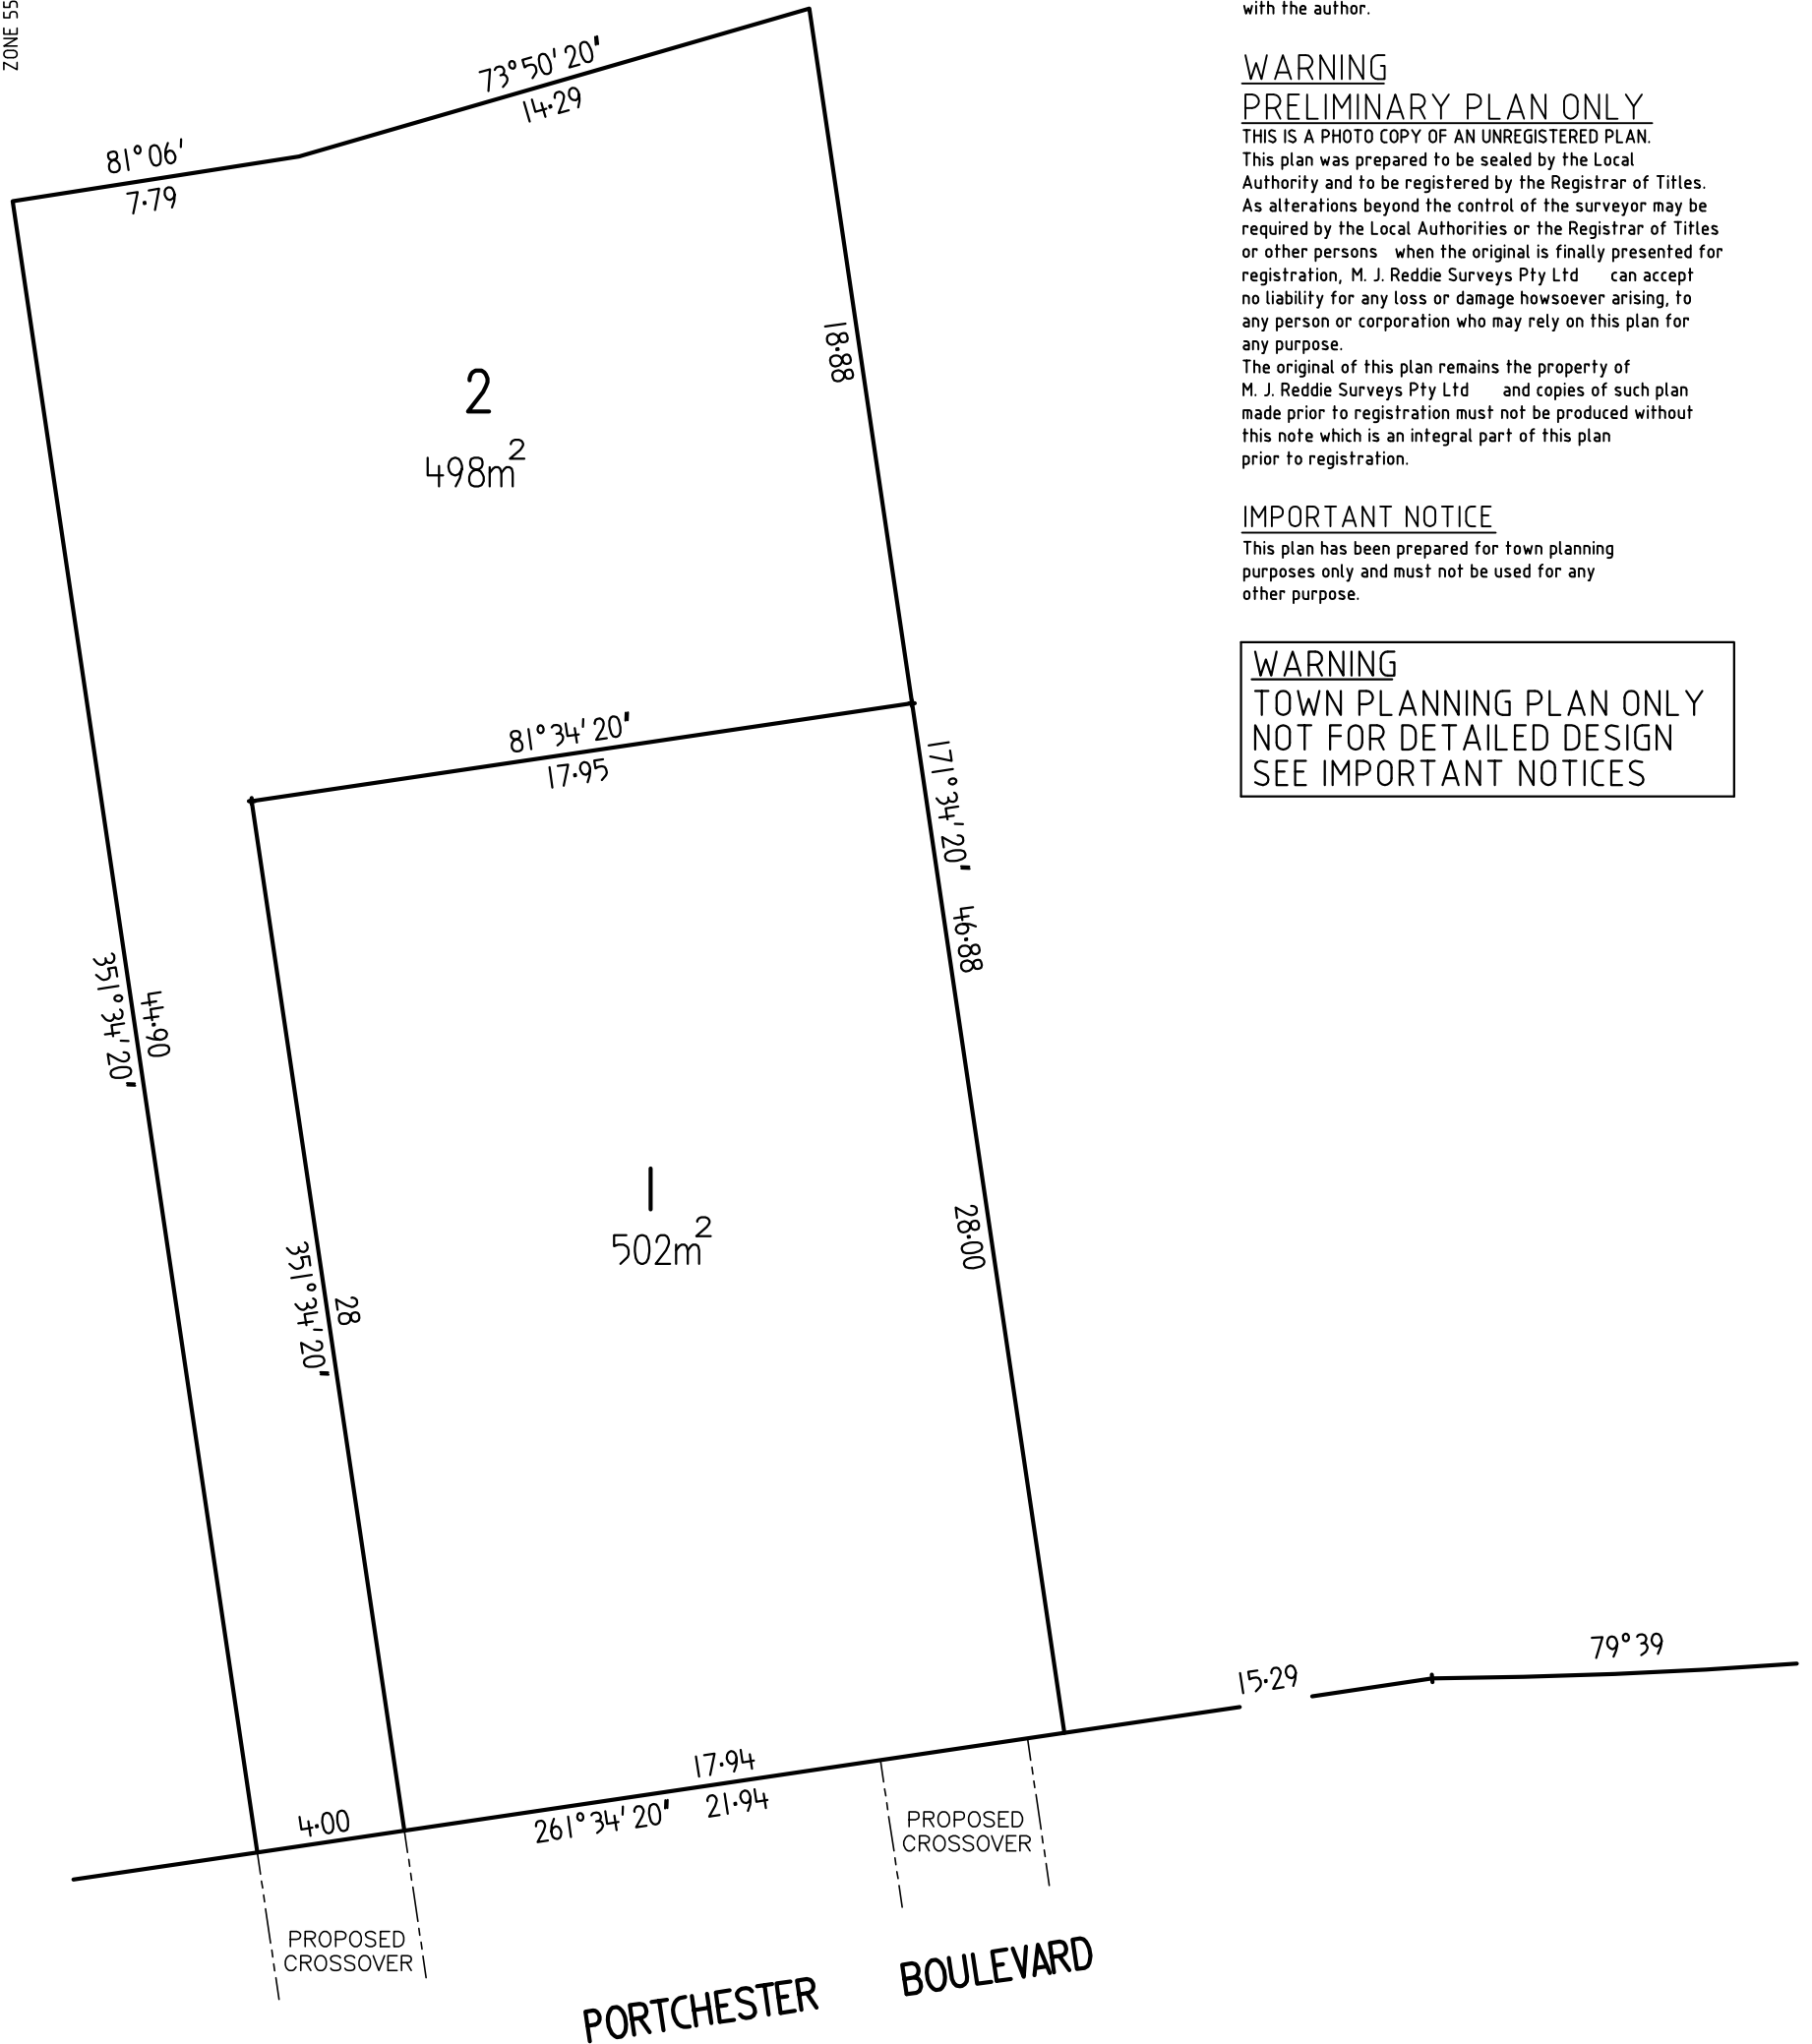 ZONE 55
81°06'
7·79
73°50'20"
14·29
18·88
2
498m²
81°34'20"
17·95
171°34'20" 46·88
351°34'20"
44·90
1
502m²
351°34'20"
28
28·00
17·94
261°34'20" 21·94
4·00
15·29
79°39
PROPOSED
CROSSOVER
PROPOSED
CROSSOVER
PORTCHESTER BOULEVARD
with the author.
WARNING
PRELIMINARY PLAN ONLY
THIS IS A PHOTO COPY OF AN UNREGISTERED PLAN.
This plan was prepared to be sealed by the Local
Authority and to be registered by the Registrar of Titles.
As alterations beyond the control of the surveyor may be
required by the Local Authorities or the Registrar of Titles
or other persons when the original is finally presented for
registration, M. J. Reddie Surveys Pty Ltd can accept
no liability for any loss or damage howsoever arising, to
any person or corporation who may rely on this plan for
any purpose.
The original of this plan remains the property of
M. J. Reddie Surveys Pty Ltd and copies of such plan
made prior to registration must not be produced without
this note which is an integral part of this plan
prior to registration.
IMPORTANT NOTICE
This plan has been prepared for town planning
purposes only and must not be used for any
other purpose.
WARNING
TOWN PLANNING PLAN ONLY
NOT FOR DETAILED DESIGN
SEE IMPORTANT NOTICES